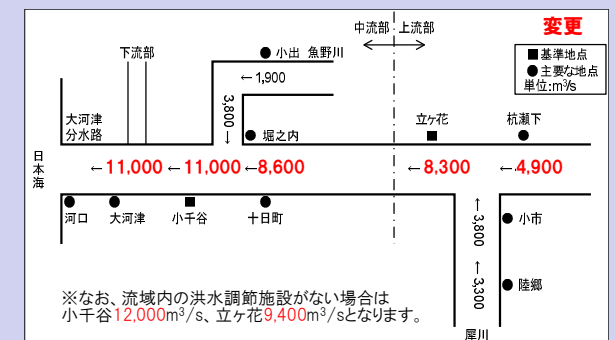 変更
中流部
上流部
■基準地点
●主要な地点
単位:m³/s
下流部
小出 魚野川
←1,900
3,800→
大河津
分水路
堀之内
立ヶ花
杭瀬下
日本海
←11,000
←11,000
←8,600
←8,300
←4,900
河口
大河津
小千谷
十日町
←3,800
小市
←3,300
陸郷
犀川
※なお、流域内の洪水調節施設がない場合は
小千谷12,000m³/s、立ヶ花9,400m³/sとなります。